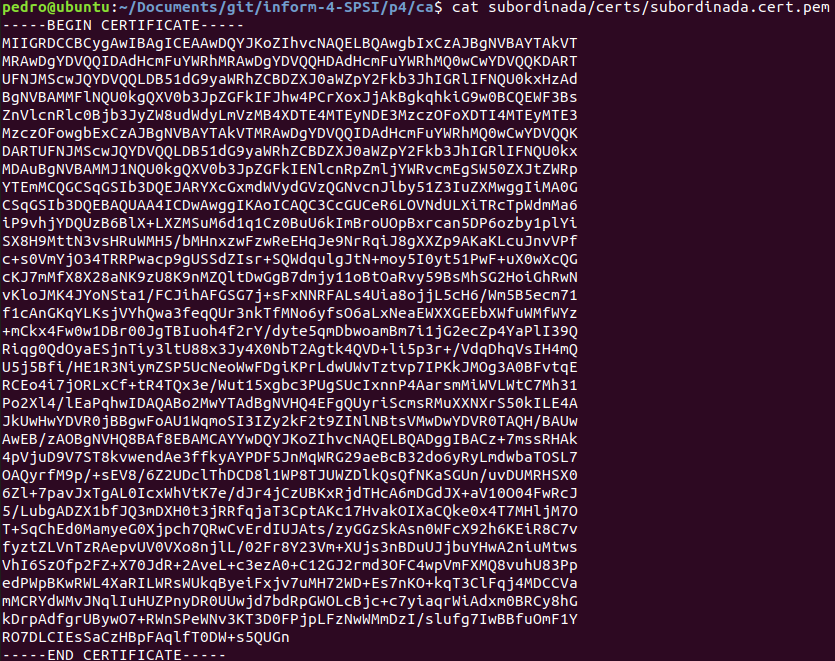 pedro@ubuntu:~/Documents/git/inform-4-SPSI/p4/ca$ cat subordinada/certs/subordinada.cert.pem
-----BEGIN CERTIFICATE-----
MIIGRDCCBCygAwIBAgICEAAwDQYJKoZIhvcNAQELBQAwgbIxCzAJBgNVBAYTAkVT
MRAwDgYDVQQIDAdHcmFuYWRhMRAwDgYDVQQHDAdHcmFuYWRhMQ0wCwYDVQQKDART
UFNJMScwJQYDVQQLDB51dG9yaWRhZCBDZXJ0aWZpY2Fkb3JhIGRlIFNQU0kxHzAd
BgNVBAMMFlNQU0kgQXV0b3JpZGFkIFJhw4PCrXoxJjAkBgkqhkiG9w0BCQEWF3Bs
ZnVlcnRlc0Bjb3JyZW8udWdyLmVzMB4XDTE4MTEyNDE3MzczOFoXDTI4MTEyMTE3
MzczOFowgbExCzAJBgNVBAYTAkVTMRAwDgYDVQQIDAdHcmFuYWRhMQ0wCwYDVQQK
DARTUFNJMScwJQYDVQQLDB51dG9yaWRhZCBDZXJ0aWZpY2Fkb3JhIGRlIFNQU0kx
MDAuBgNVBAMMJ1NQU0kgQXV0b3JpZGFkIENlcnRpZmljYWRvcmEgSW50ZXJtZWRp
YTEmMCQGCSqGSIb3DQEJARYXcGxmdWVydGVzQGNvcnJlby51Z3IuZXMwggIiMA0G
CSqGSIb3DQEBAQUAA4ICDwAwggIKAoICAQC3CcGUCeR6LOVNdULXiTRcTpWdmMa6
iP9vhjYDQUzB6BlX+LXZMSuM6d1q1Cz0BuU6kImBroUOpBxrcan5DP6ozby1plYi
SX8H9MttN3vsHRuWMH5/bMHnxzwFzwReEHqJe9NrRqiJ8gXXZp9AKaKLcuJnvVPf
c+s0VmYjO34TRRPwacp9gUSsdZIsr+SQWdqulgJtN+moy5I0yt51PwF+uX0wXcQG
cKJ7mMfX8X28aNK9zU8K9nMZQltDwGgB7dmjy11oBtOaRvy59BsMhSG2HoiGhRwN
vKloJMK4JYoNSta1/FCJihAFGSG7j+sFxNNRFALs4Uia8ojjL5cH6/Wm5B5ecm71
f1cAnGKqYLKsjVYhQwa3feqQUr3nkTfMNo6yfsO6aLxNeaEWXXGEEbXWfuWMfWYz
+mCkx4Fw0w1DBr00JgTBIuoh4f2rY/dyte5qmDbwoamBm7i1jG2ecZp4YaPlI39Q
Riqg0QdOyaESjnTiy3ltU88x3Jy4X0NbT2Agtk4QVD+li5p3r+/VdqDhqVsIH4mQ
U5j5Bfi/HE1R3NiymZSP5UcNeoWwFDgiKPrLdwUWvTztvp7IPKkJMOg3A0BFvtqE
RCEo4i7jORLxCf+tR4TQx3e/Wut15xgbc3PUgSUcIxnnP4AarsmMiWVLWtC7Mh31
Po2Xl4/lEaPqhwIDAQABo2MwYTAdBgNVHQ4EFgQUyriScmsRMuXXNXrS50kILE4A
JkUwHwYDVR0jBBgwFoAU1WqmoSI3IZy2kF2t9ZINlNBtsVMwDwYDVR0TAQH/BAUw
AwEB/zAOBgNVHQ8BAf8EBAMCAYYwDQYJKoZIhvcNAQELBQADggIBACz+7mssRHAk
4pVjuD9V7ST8kvwendAe3ffkyAYPDF5JnMqWRG29aeBcB32do6yRyLmdwbaTOSL7
OAQyrfM9p/+sEV8/6Z2UDclThDCD8l1WP8TJUWZDlkQsQfNKaSGUn/uvDUMRHSX0
6Zl+7pavJxTgAL0IcxWhVtK7e/dJr4jCzUBKxRjdTHcA6mDGdJX+aV10O04FwRcJ
5/LubgADZX1bfJQ3mDXH0t3jRRfqjaT3CptAKc17HvakOIXaCQke0x4T7MHljM7O
T+SqChEd0MamyeG0Xjpch7QRwCvErdIUJAts/zyGGzSkAsn0WFcX92h6KEiR8C7v
fyztZLVnTzRAepvUV0VXo8njlL/02Fr8Y23Vm+XUjs3nBDuUJjbuYHwA2niuMtws
VhI6SzOfp2FZ+X70JdR+2AveL+c3ezA0+C12GJ2rmd3OFC4wpVmFXMQ8vuhU83Pp
edPWpBKwRWL4XaRILWRsWUkqByeiFxjv7uMH72WD+Es7nKO+kqT3ClFqj4MDCCVa
mMCRYdWMvJNqlIuHUZPnyDR0UUwjd7bdRpGWOLcBjc+c7yiaqrWiAdxm0BRCy8hG
kDrpAdfgrUBywO7+RWnSPeWNv3KT3D0FPjpLFzNwWMmDzI/slufg7IwBBfuOmF1Y
RO7DLCIEsSaCzHBpFAqlfT0DW+s5QUGn
-----END CERTIFICATE-----